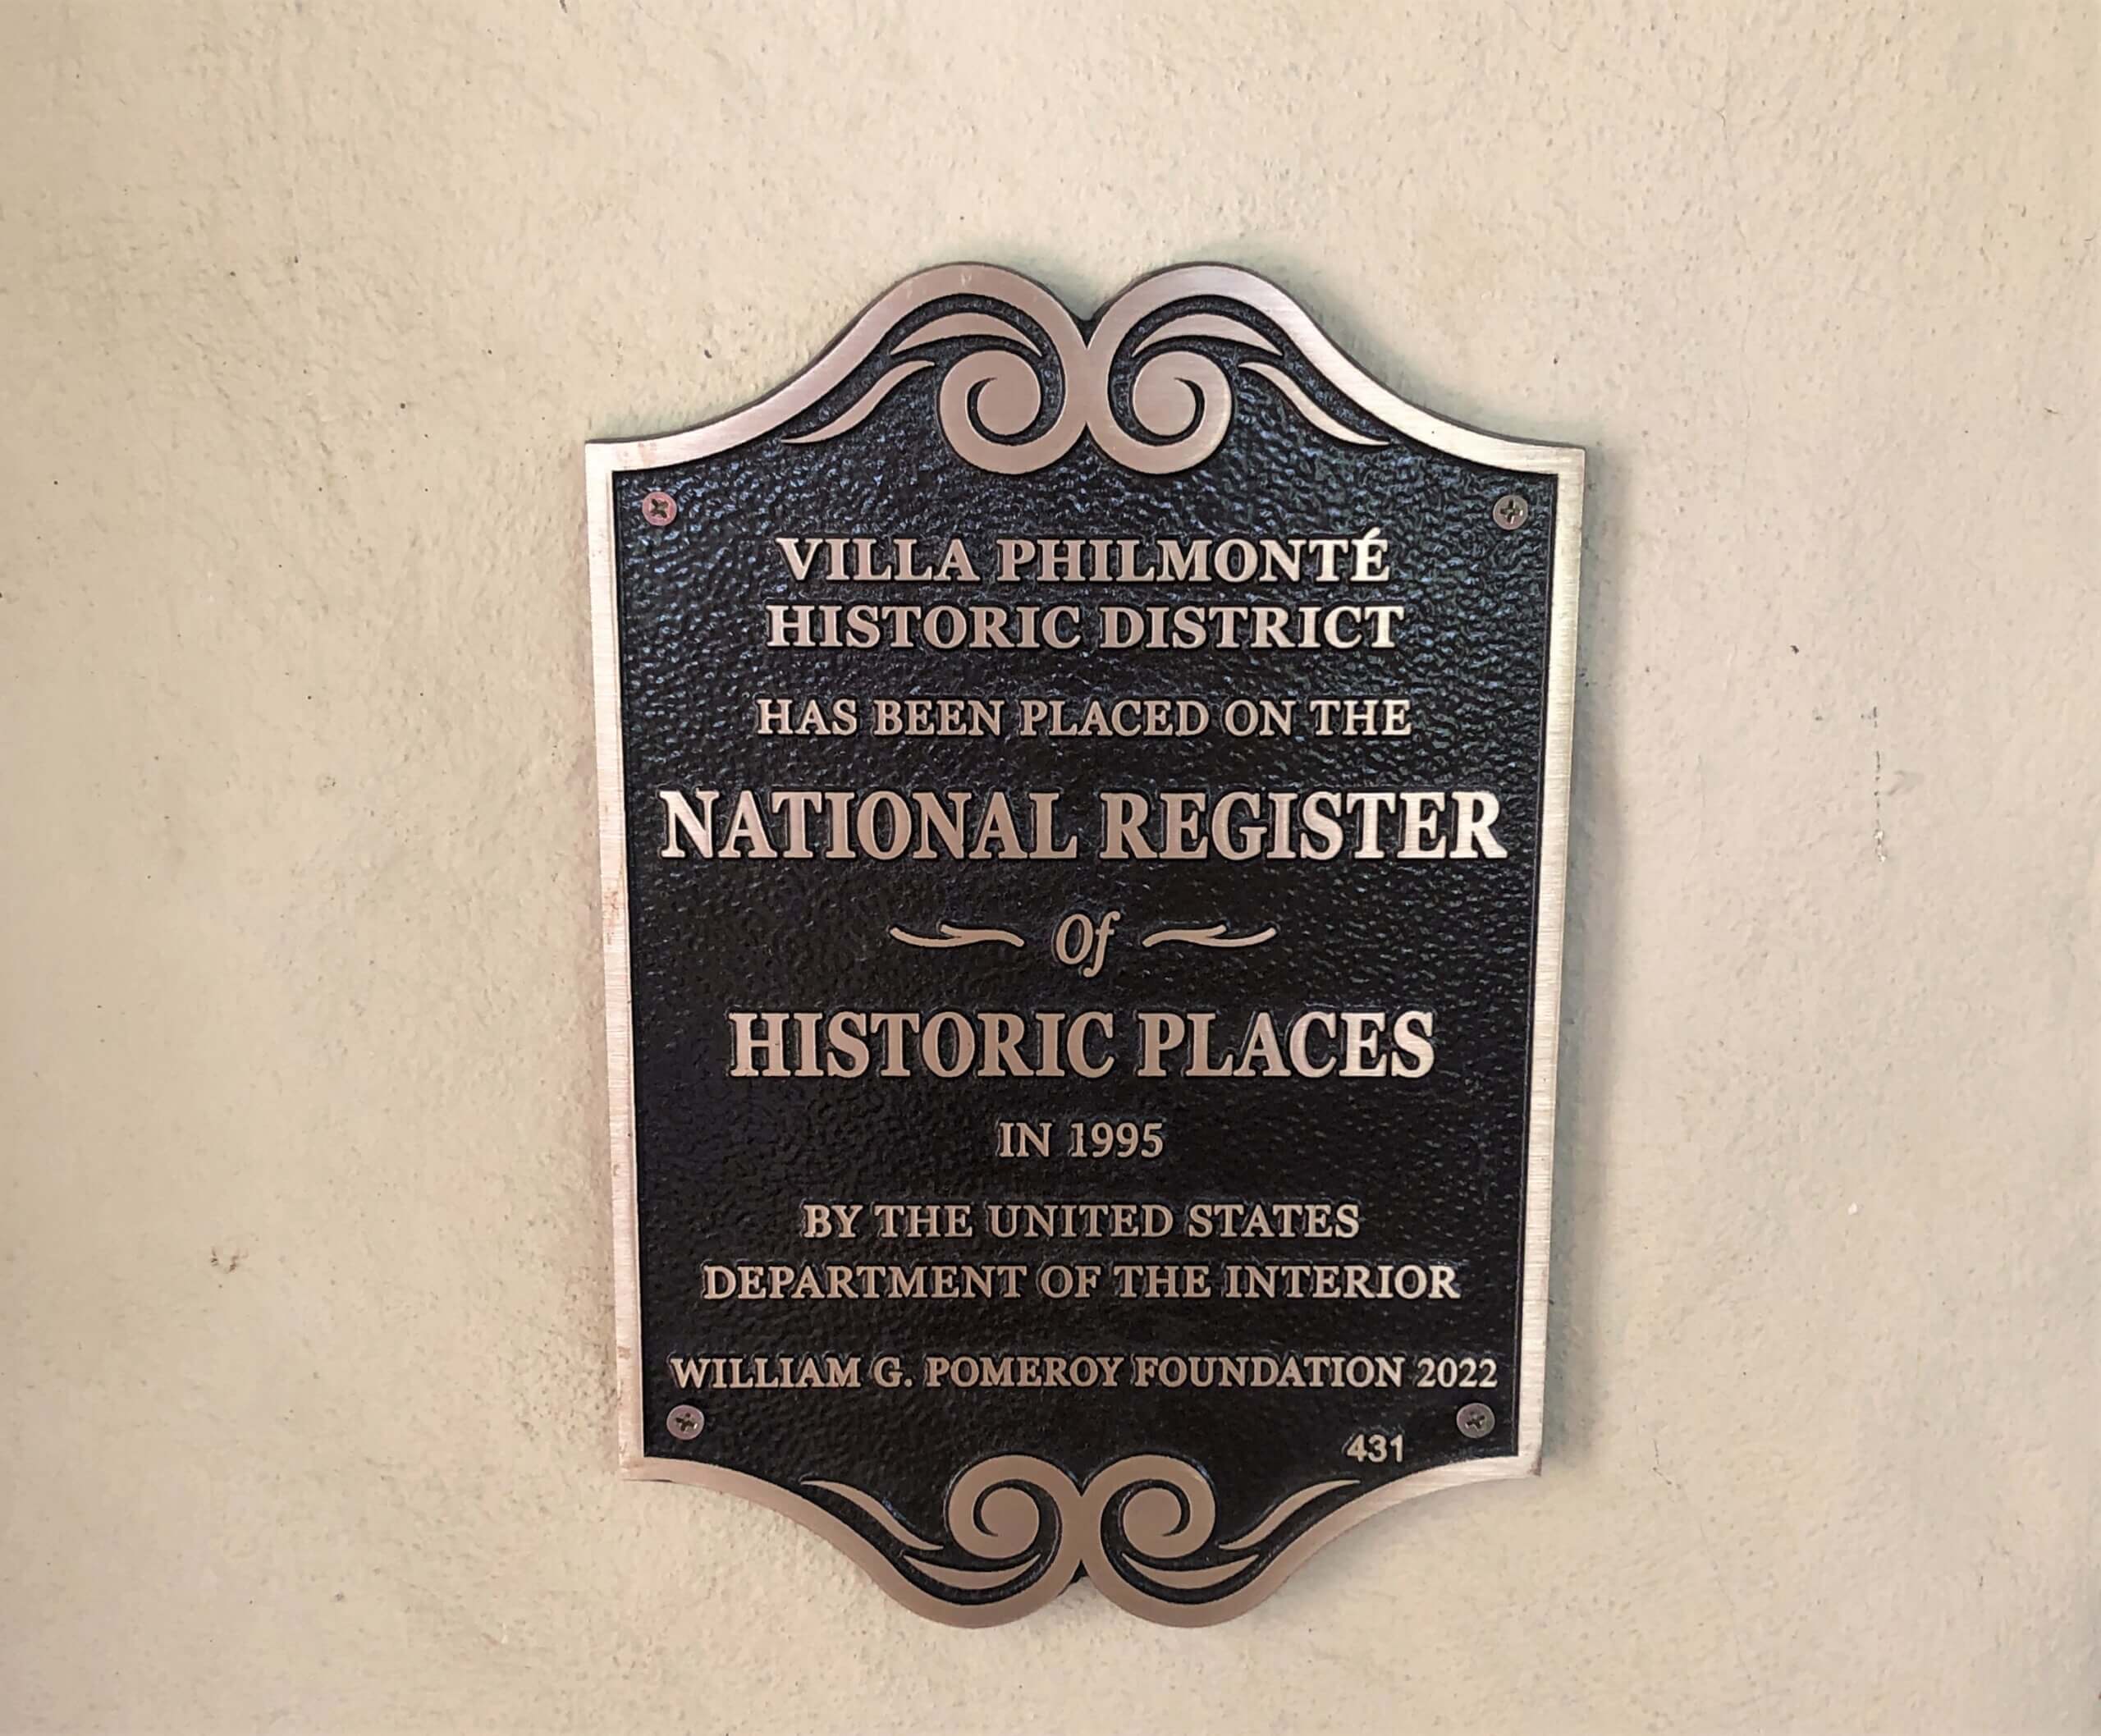 VILLA PHILMONTÉ
HISTORIC DISTRICT
HAS BEEN PLACED ON THE
NATIONAL REGISTER
Of
HISTORIC PLACES
IN 1995
BY THE UNITED STATES
DEPARTMENT OF THE INTERIOR
WILLIAM G. POMEROY FOUNDATION 2022
431